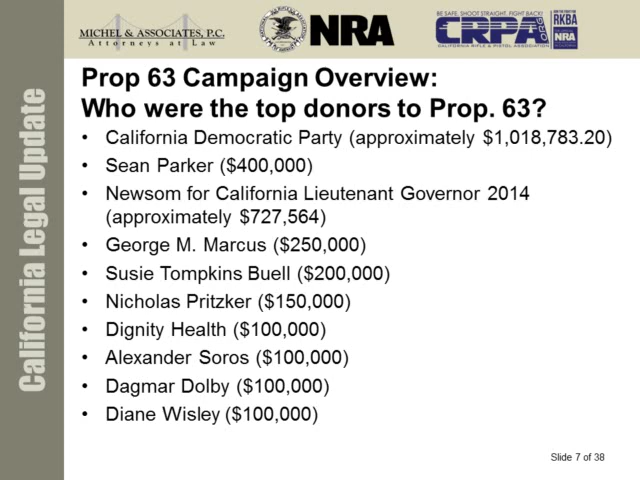 MICHEL & ASSOCIATES, P.C.
Attorneys at Law
NRA
BE SAFE, SHOOT STRAIGHT, FIGHT BACK!
CRPA.ORG
CALIFORNIA RIFLE & PISTOL ASSOCIATION
RKBA
NRA
California Legal Update
Prop 63 Campaign Overview:
Who were the top donors to Prop. 63?
• California Democratic Party (approximately $1,018,783.20)
• Sean Parker ($400,000)
• Newsom for California Lieutenant Governor 2014
(approximately $727,564)
• George M. Marcus ($250,000)
• Susie Tompkins Buell ($200,000)
• Nicholas Pritzker ($150,000)
• Dignity Health ($100,000)
• Alexander Soros ($100,000)
• Dagmar Dolby ($100,000)
• Diane Wisley ($100,000)
Slide 7 of 38